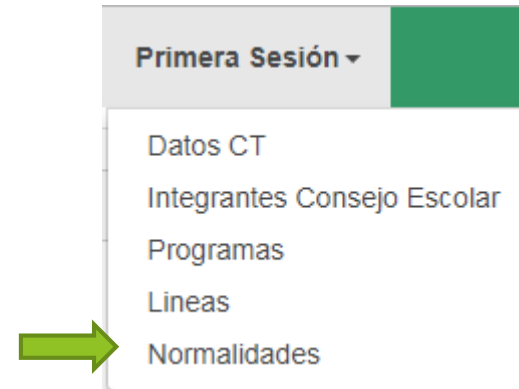 Primera Sesión
Datos CT
Integrantes Consejo Escolar
Programas
Lineas
Normalidades